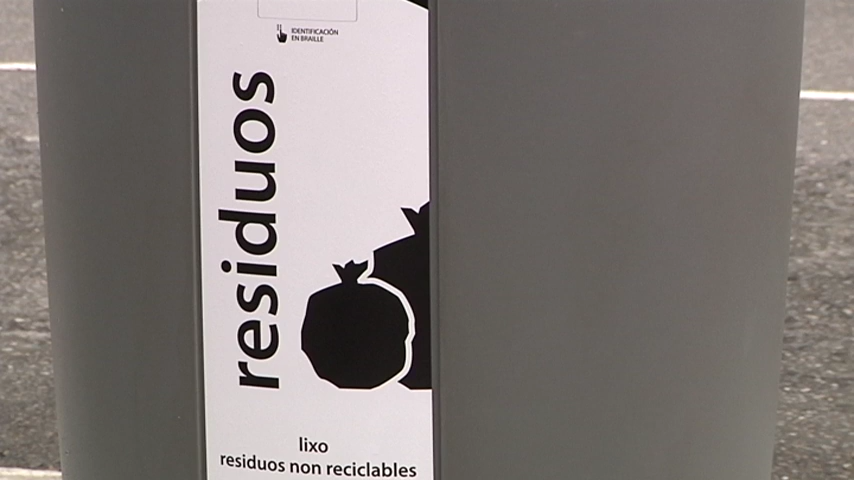 IDENTIFICACIÓN
EN BRAILLE
residuos
lixo
residuos non reciclables